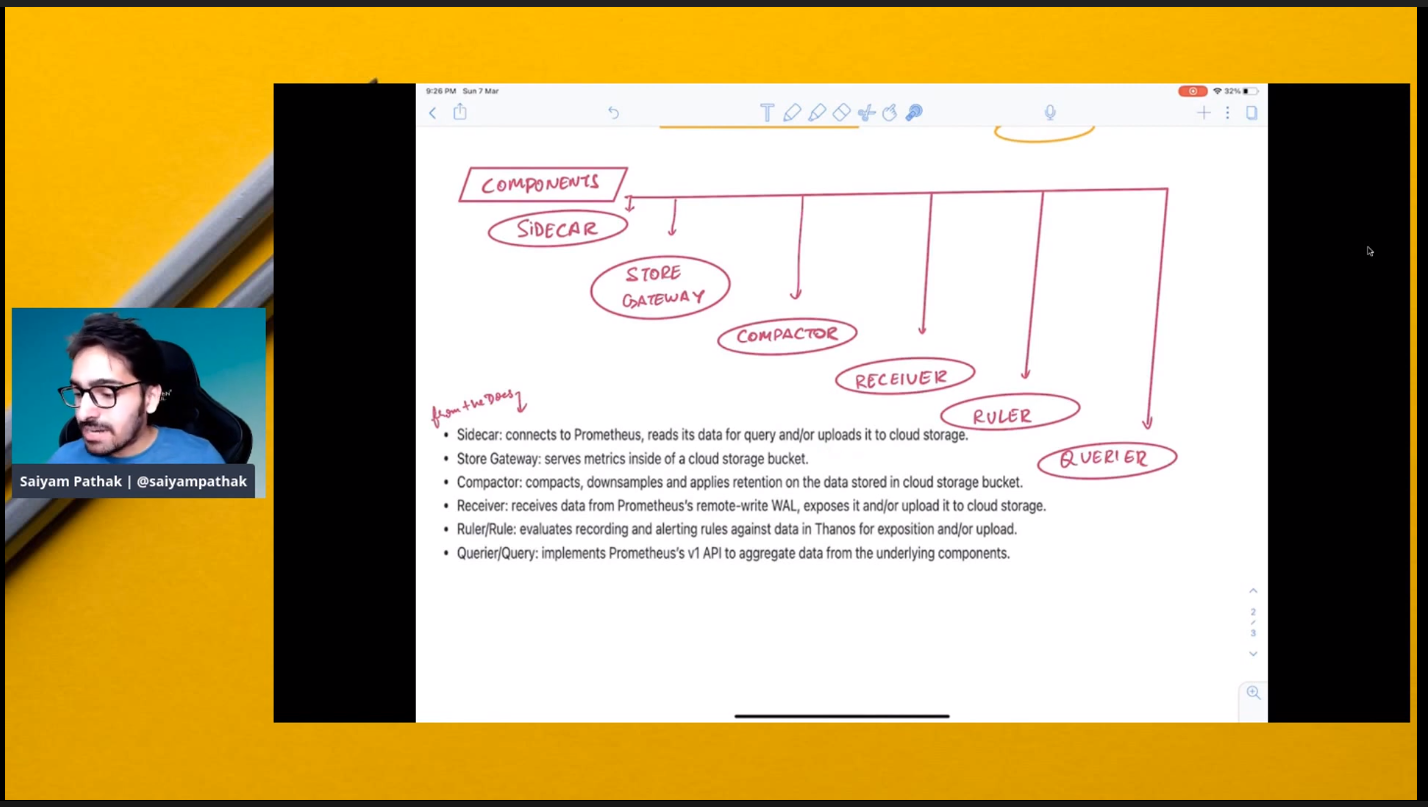 9:26 PM Sun 7 Mar
32%
T
COMPONENTS
SIDECAR
STORE
GATEWAY
COMPACTOR
RECEIVER
RULER
QUERIER
from the Docs
• Sidecar: connects to Prometheus, reads its data for query and/or uploads it to cloud storage.
• Store Gateway: serves metrics inside of a cloud storage bucket.
• Compactor: compacts, downsamples and applies retention on the data stored in cloud storage bucket.
• Receiver: receives data from Prometheus's remote-write WAL, exposes it and/or upload it to cloud storage.
• Ruler/Rule: evaluates recording and alerting rules against data in Thanos for exposition and/or upload.
• Querier/Query: implements Prometheus's v1 API to aggregate data from the underlying components.
Saiyam Pathak | @saiyampathak
2
/
3